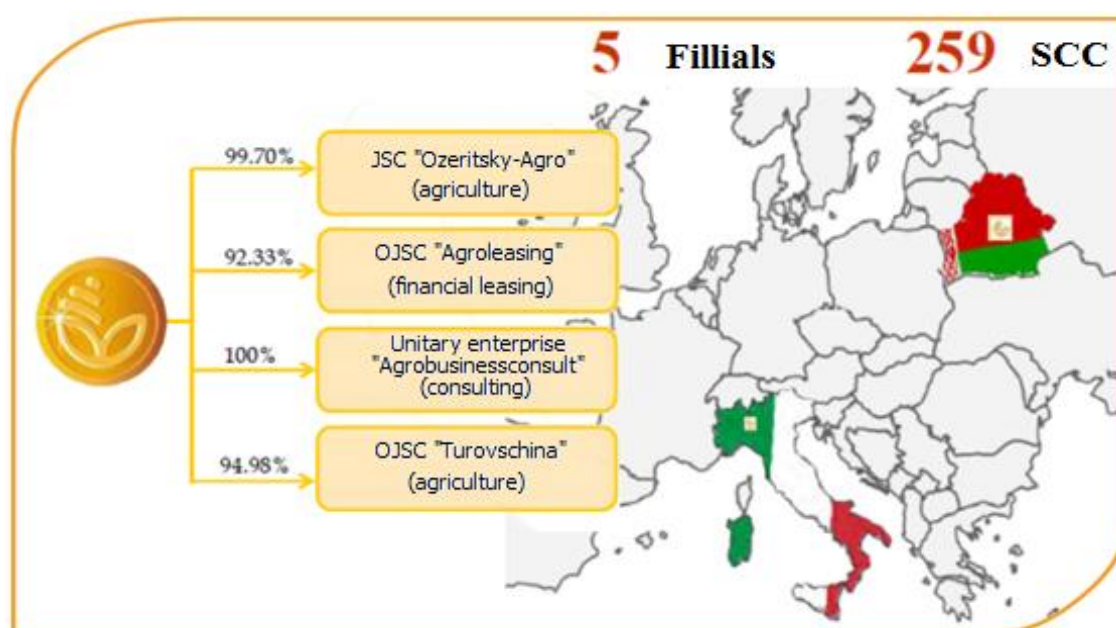 5 Fillials 259 SCC
99.70%
JSC "Ozeritsky-Agro"
(agriculture)
92.33%
OJSC "Agroleasing"
(financial leasing)
100%
Unitary enterprise
"Agrobusinessconsult"
(consulting)
94.98%
OJSC "Turovschina"
(agriculture)